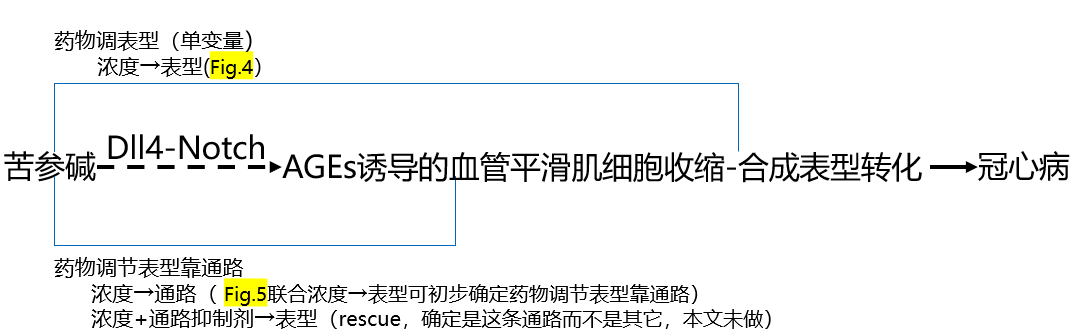 药物调表型（单变量）
浓度→表型(Fig.4)
Dll4-Notch
苦参碱 AGEs诱导的血管平滑肌细胞收缩-合成表型转化 冠心病
药物调节表型靠通路
浓度→通路（ Fig.5联合浓度→表型可初步确定药物调节表型靠通路）
浓度+通路抑制剂→表型（rescue，确定是这条通路而不是其它，本文未做）